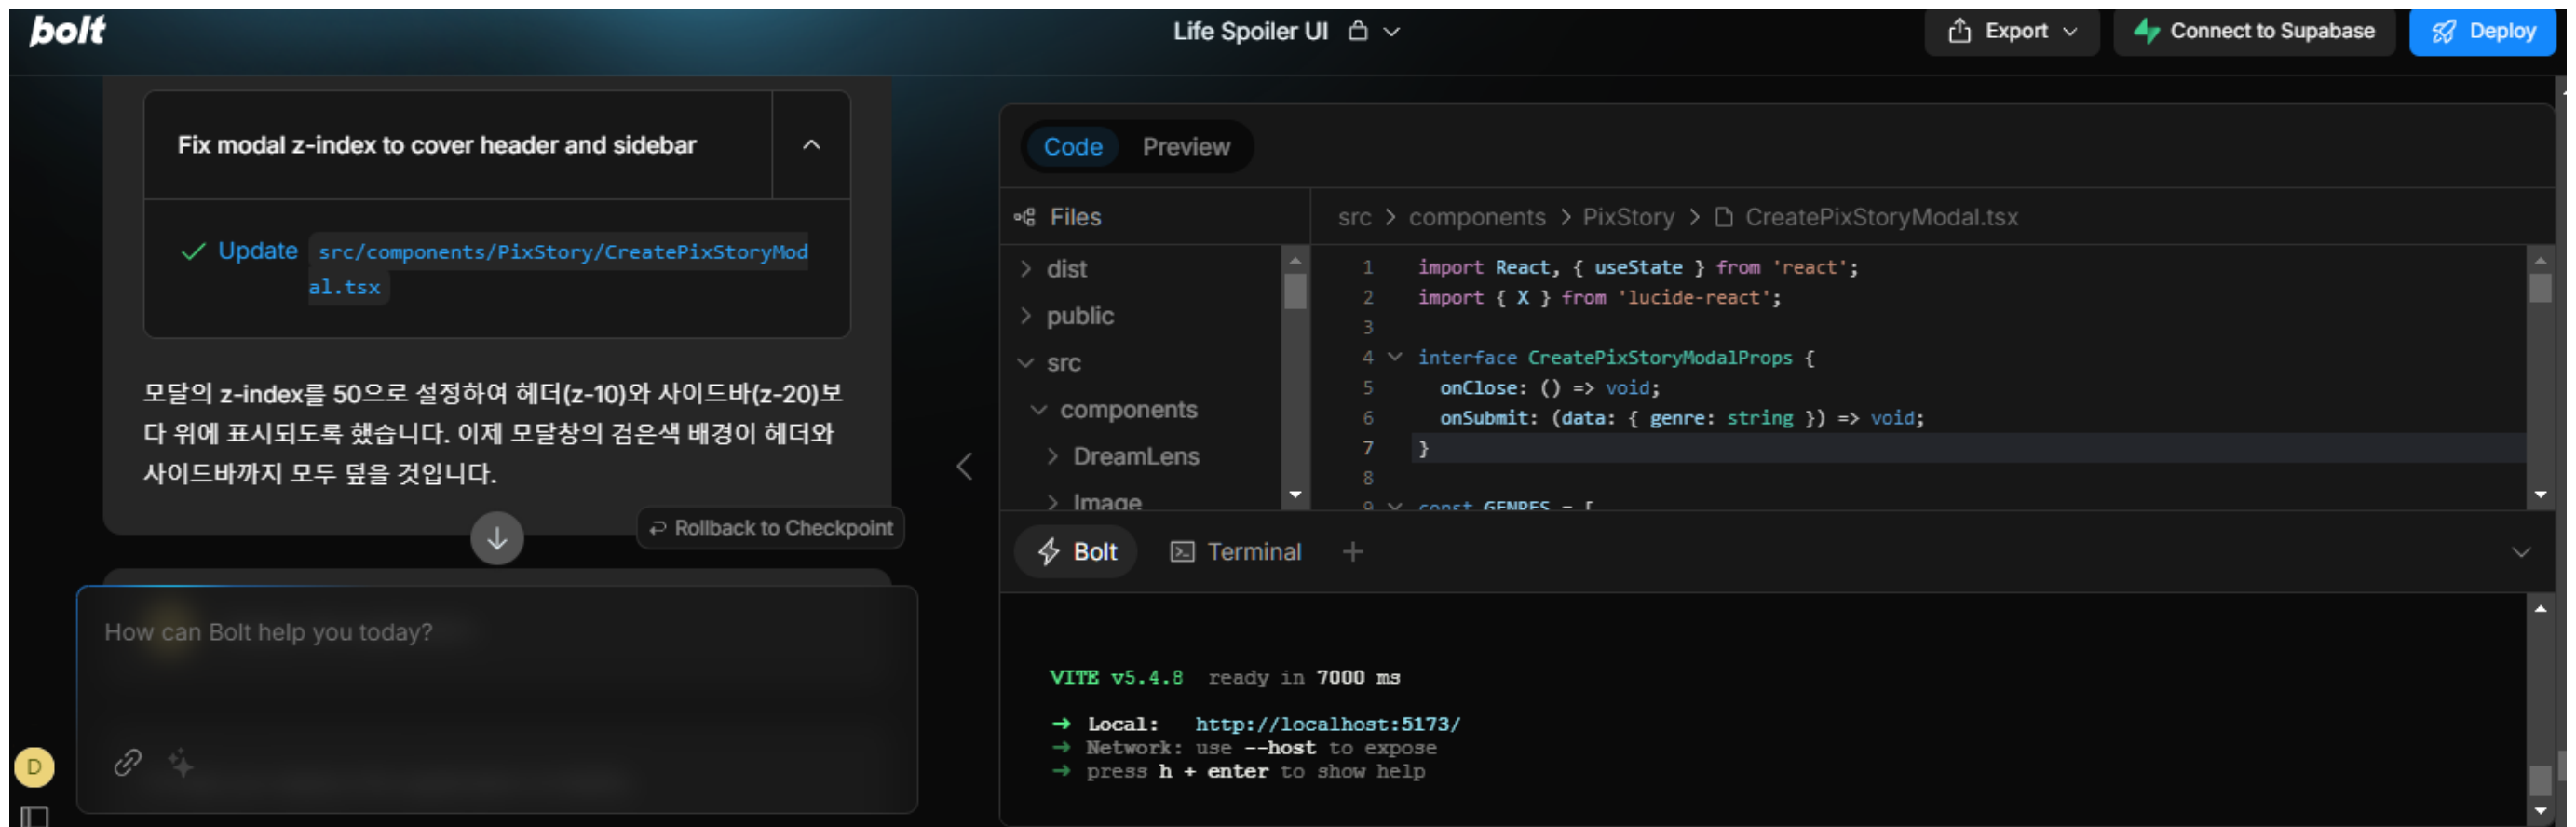 bolt
Life Spoiler UI
Export
Connect to Supabase
Deploy
Fix modal z-index to cover header and sidebar
Update src/components/PixStory/CreatePixStoryMod
al.tsx
모달의 z-index를 50으로 설정하여 헤더(z-10)와 사이드바(z-20)보
다 위에 표시되도록 했습니다. 이제 모달창의 검은색 배경이 헤더와
사이드바까지 모두 덮을 것입니다.
Rollback to Checkpoint
How can Bolt help you today?
D
Code Preview
Files
dist
public
src
components
DreamLens
Image
src > components > PixStory > CreatePixStoryModal.tsx
1 import React, { useState } from 'react';
2 import { X } from 'lucide-react';
3
4 interface CreatePixStoryModalProps {
5 onClose: () => void;
6 onSubmit: (data: { genre: string }) => void;
7 }
8
9 const GENRES = [
Bolt Terminal +
VITE v5.4.8 ready in 7000 ms
➜ Local: http://localhost:5173/
➜ Network: use --host to expose
➜ press h + enter to show help